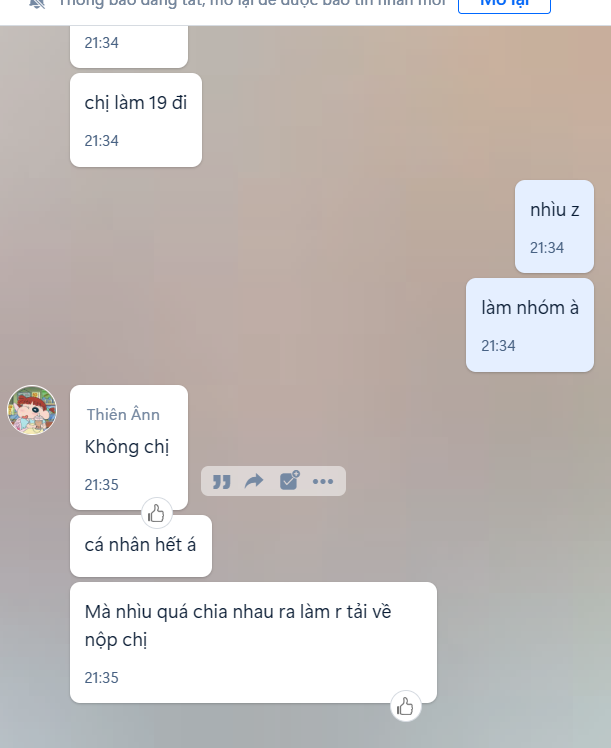 Thông báo đang tắt, mở lại để được báo tin nhắn mới
Mở lại
21:34
chị làm 19 đi
21:34
nhìu z
21:34
làm nhóm à
21:34
Thiên Ânn
Không chị
21:35
cá nhân hết á
Mà nhìu quá chia nhau ra làm r tải về
nộp chị
21:35